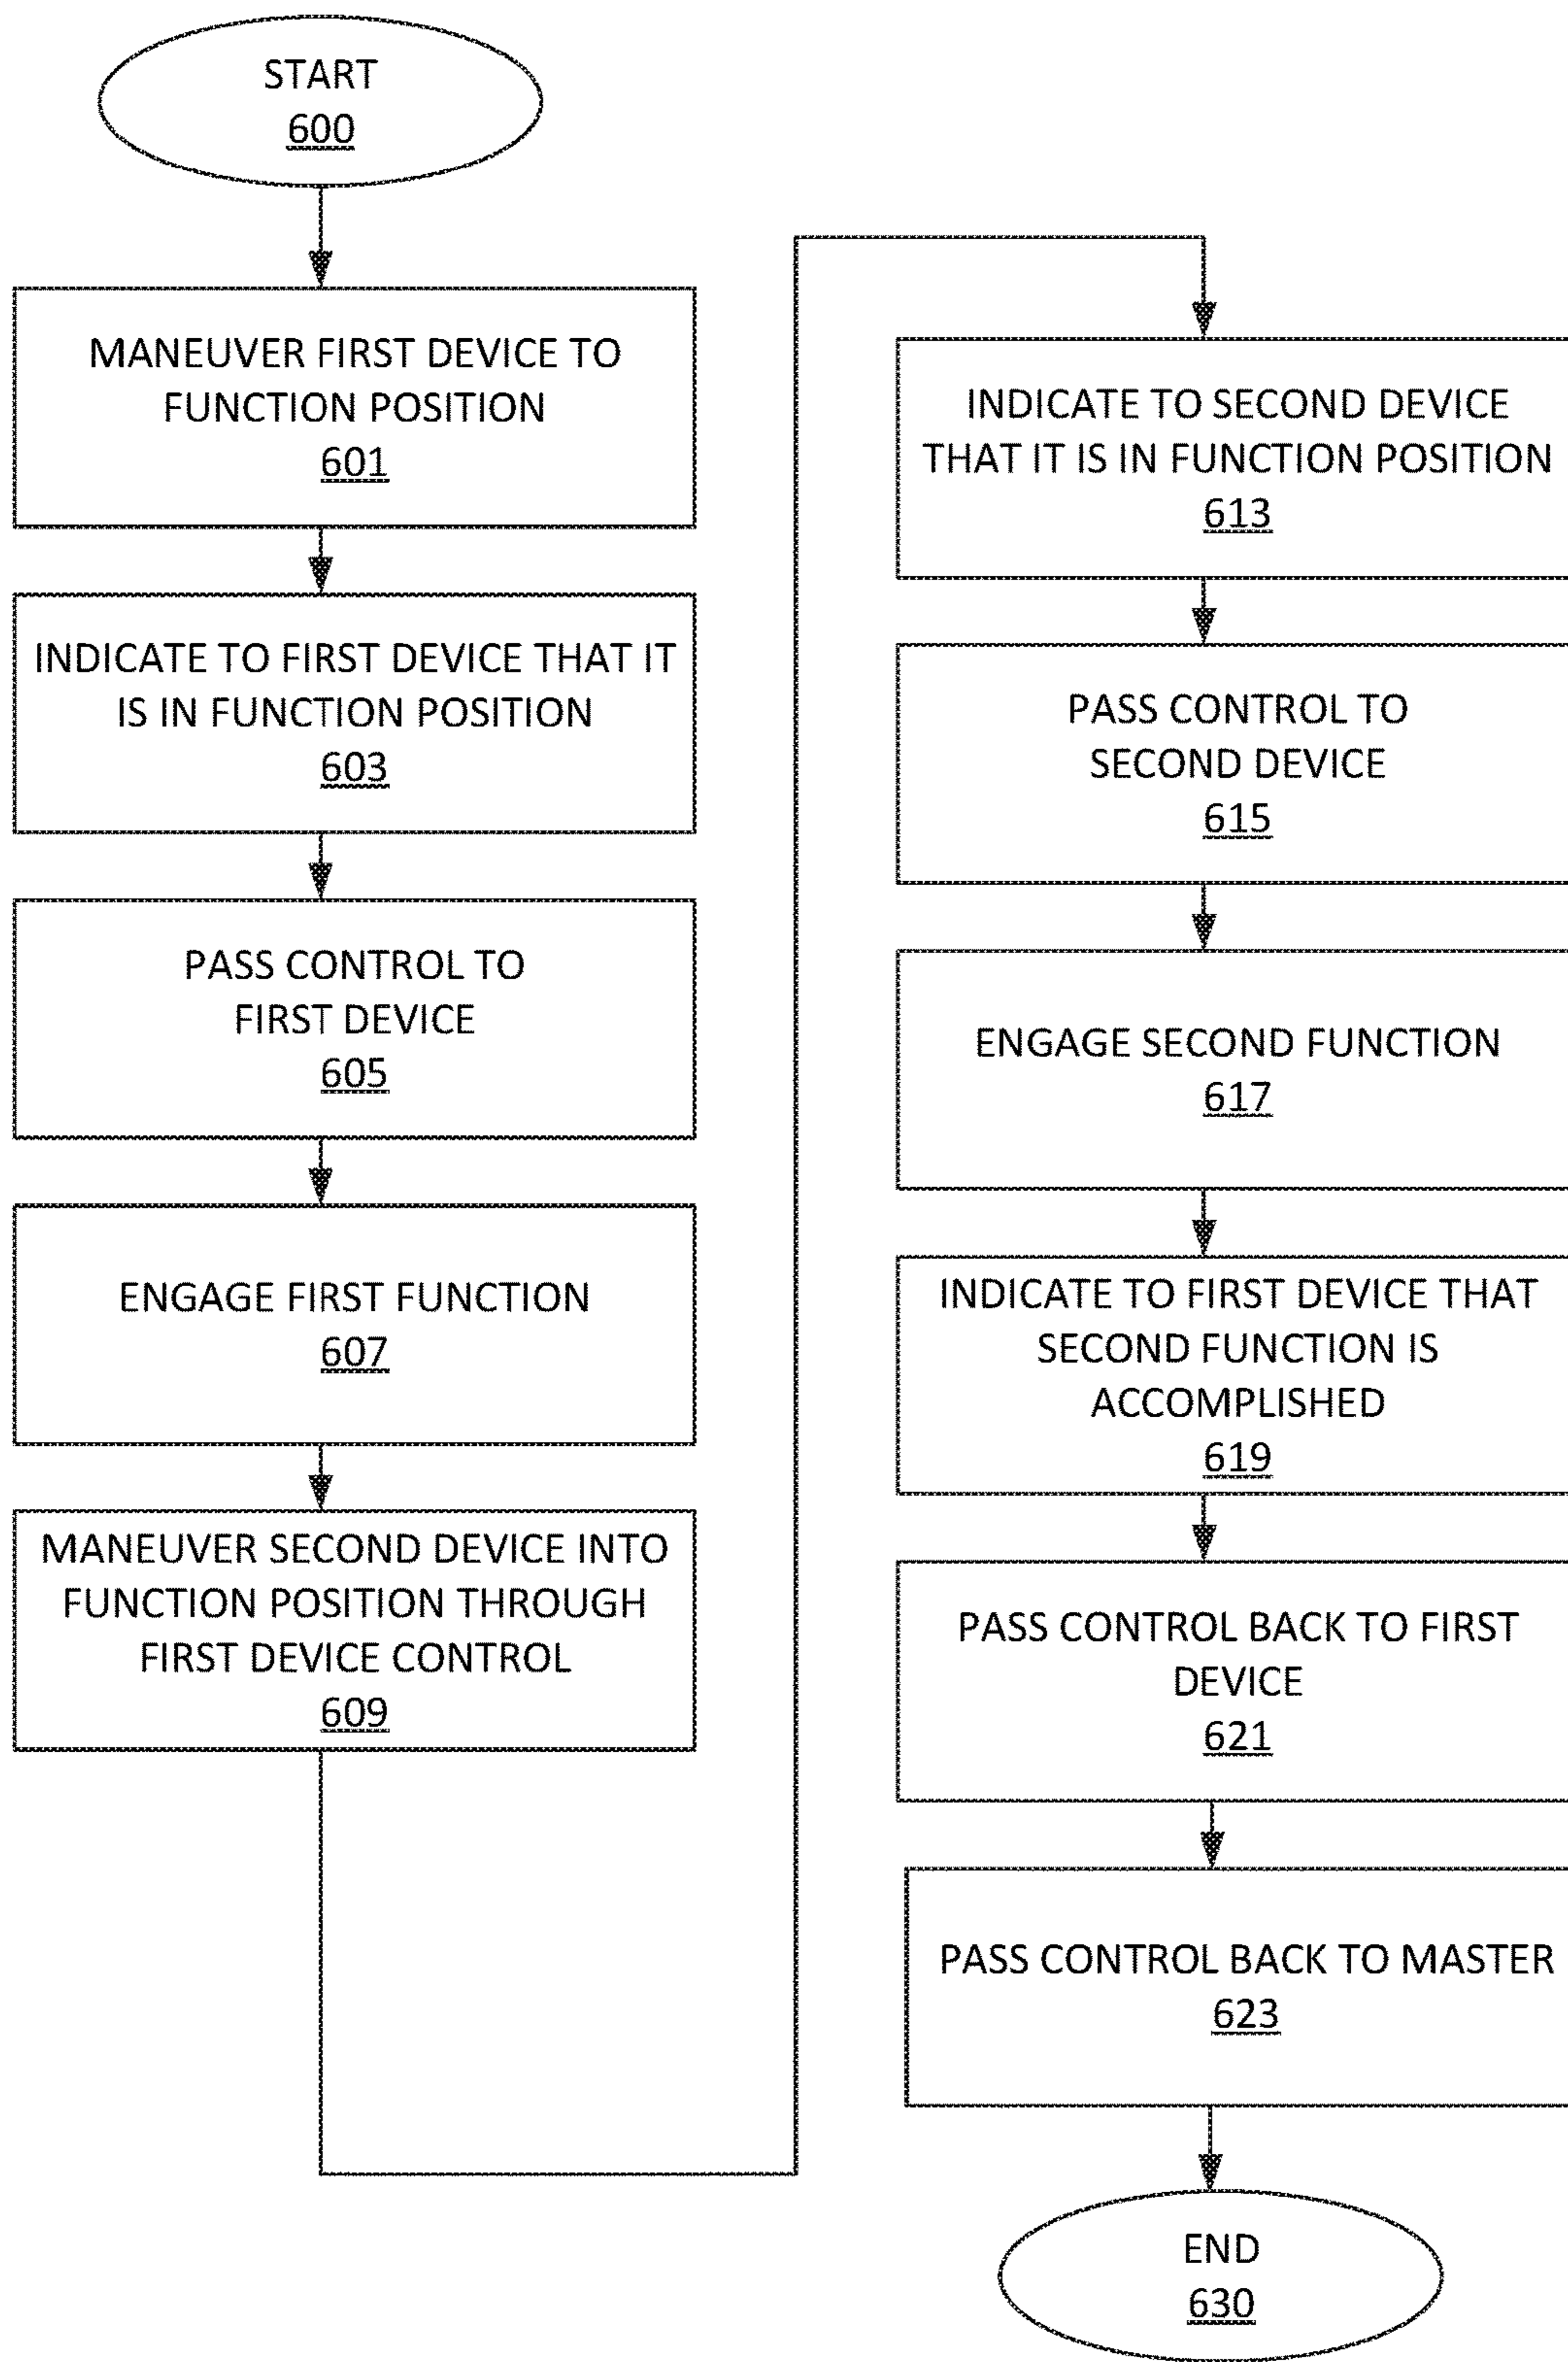 START
600
MANEUVER FIRST DEVICE TO
FUNCTION POSITION
601
INDICATE TO FIRST DEVICE THAT IT
IS IN FUNCTION POSITION
603
PASS CONTROL TO
FIRST DEVICE
605
ENGAGE FIRST FUNCTION
607
MANEUVER SECOND DEVICE INTO
FUNCTION POSITION THROUGH
FIRST DEVICE CONTROL
609
INDICATE TO SECOND DEVICE
THAT IT IS IN FUNCTION POSITION
613
PASS CONTROL TO
SECOND DEVICE
615
ENGAGE SECOND FUNCTION
617
INDICATE TO FIRST DEVICE THAT
SECOND FUNCTION IS
ACCOMPLISHED
619
PASS CONTROL BACK TO FIRST
DEVICE
621
PASS CONTROL BACK TO MASTER
623
END
630